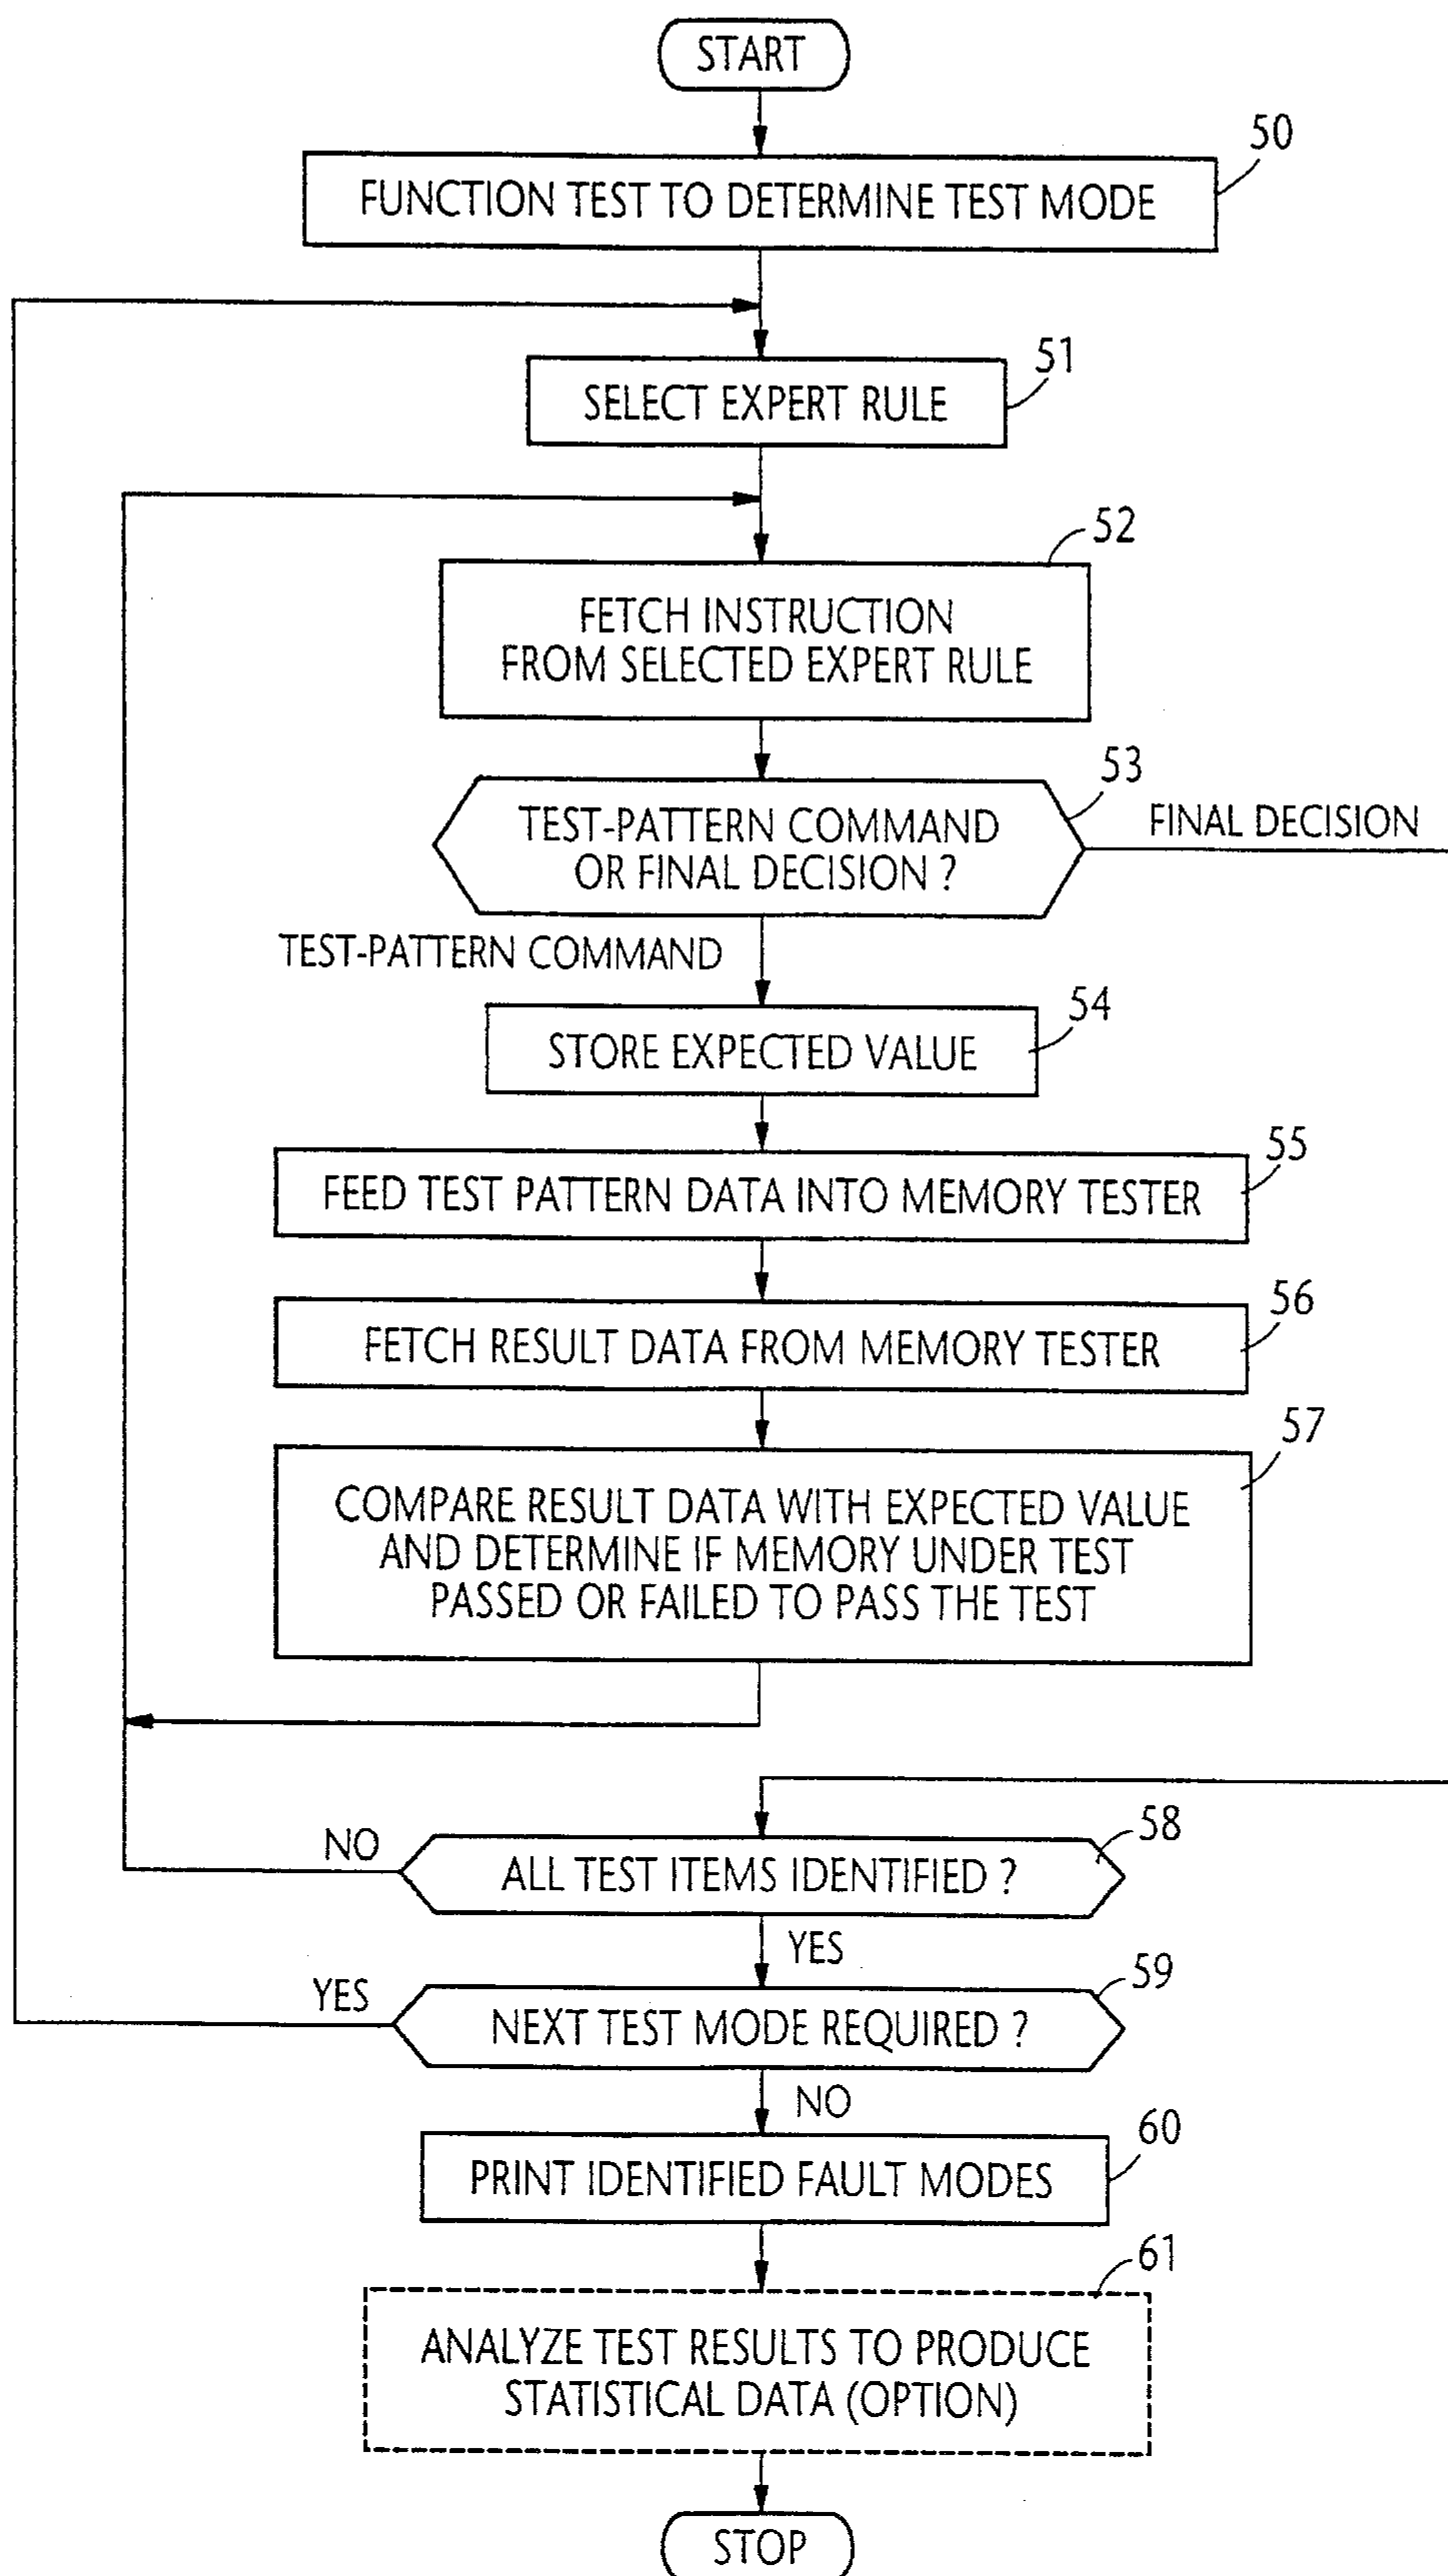 START
50
FUNCTION TEST TO DETERMINE TEST MODE
51
SELECT EXPERT RULE
52
FETCH INSTRUCTION
FROM SELECTED EXPERT RULE
53
TEST-PATTERN COMMAND
OR FINAL DECISION ?
FINAL DECISION
TEST-PATTERN COMMAND
54
STORE EXPECTED VALUE
55
FEED TEST PATTERN DATA INTO MEMORY TESTER
56
FETCH RESULT DATA FROM MEMORY TESTER
57
COMPARE RESULT DATA WITH EXPECTED VALUE
AND DETERMINE IF MEMORY UNDER TEST
PASSED OR FAILED TO PASS THE TEST
58
NO
ALL TEST ITEMS IDENTIFIED ?
YES
59
YES
NEXT TEST MODE REQUIRED ?
NO
60
PRINT IDENTIFIED FAULT MODES
61
ANALYZE TEST RESULTS TO PRODUCE
STATISTICAL DATA (OPTION)
STOP